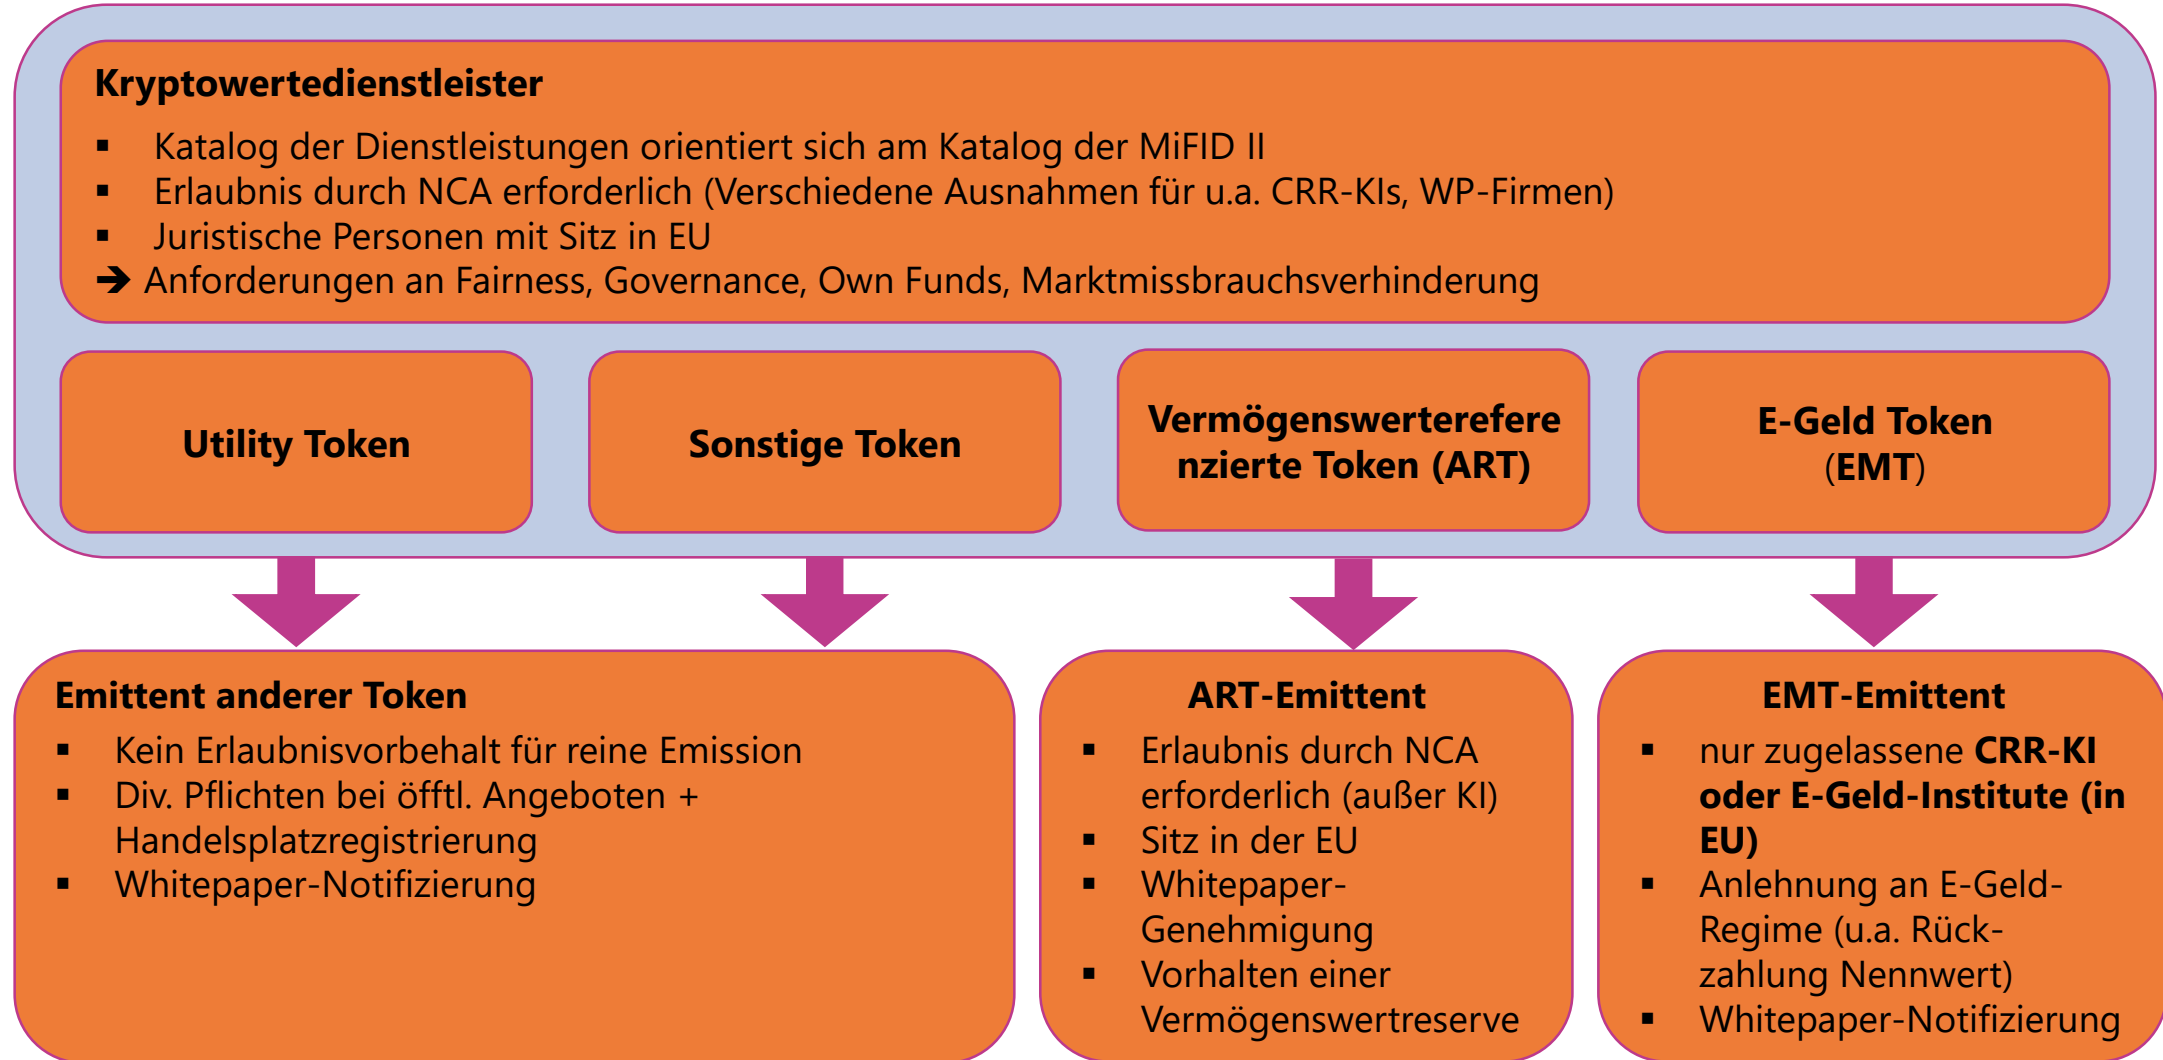 Kryptowertedienstleister
▪ Katalog der Dienstleistungen orientiert sich am Katalog der MiFID II
▪ Erlaubnis durch NCA erforderlich (Verschiedene Ausnahmen für u.a. CRR-KIs, WP-Firmen)
▪ Juristische Personen mit Sitz in EU
➔ Anforderungen an Fairness, Governance, Own Funds, Marktmissbrauchsverhinderung
Utility Token
Sonstige Token
Vermögenswerterefere
nzierte Token (ART)
E-Geld Token
(EMT)
Emittent anderer Token
▪ Kein Erlaubnisvorbehalt für reine Emission
▪ Div. Pflichten bei öfftl. Angeboten +
Handelsplatzregistrierung
▪ Whitepaper-Notifizierung
ART-Emittent
▪ Erlaubnis durch NCA
erforderlich (außer KI)
▪ Sitz in der EU
▪ Whitepaper-
Genehmigung
▪ Vorhalten einer
Vermögenswertreserve
EMT-Emittent
▪ nur zugelassene CRR-KI
oder E-Geld-Institute (in
EU)
▪ Anlehnung an E-Geld-
Regime (u.a. Rück-
zahlung Nennwert)
▪ Whitepaper-Notifizierung